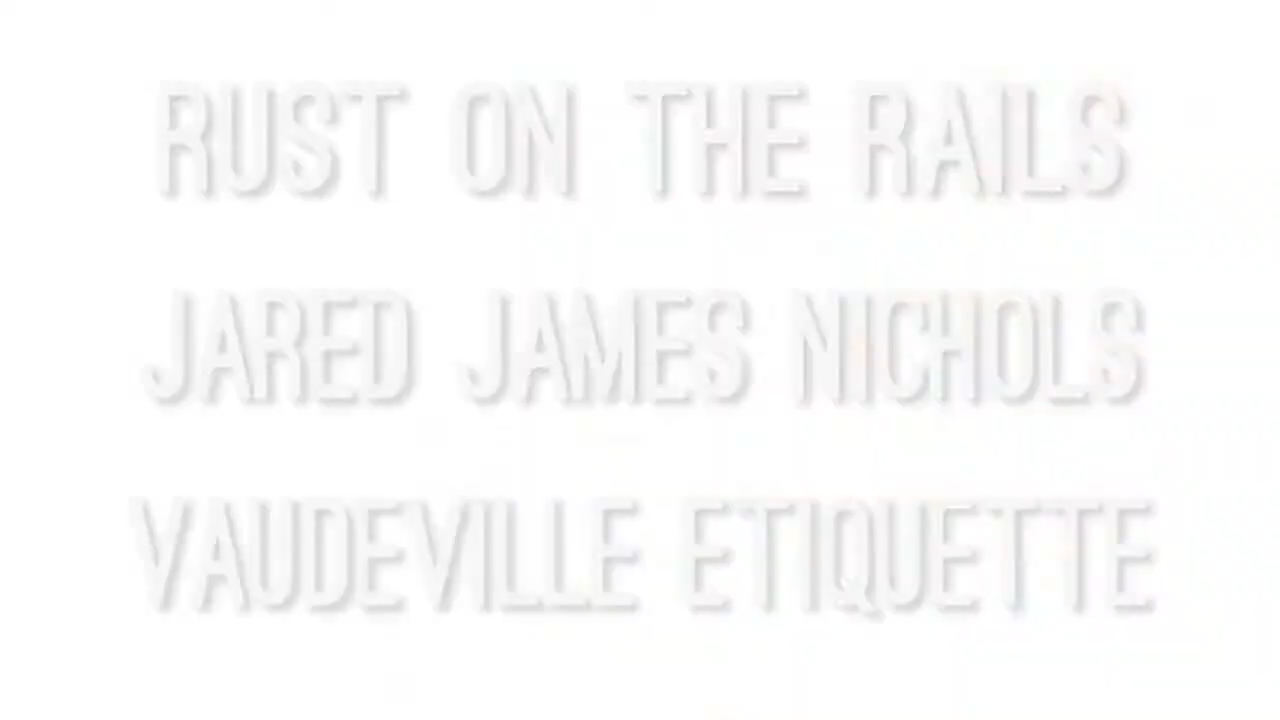 RUST ON THE RAILS
JARED JAMES NICHOLS
VAUDEVILLE ETIQUETTE